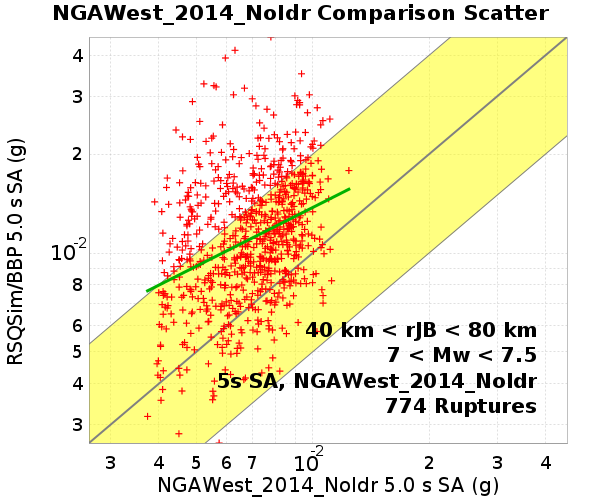 NGAWest_2014_NoIdr Comparison Scatter
RSQSim/BBP 5.0 s SA (g)
4
3
2
10-2
8
6
5
4
3
40 km < rJB < 80 km
7 < Mw < 7.5
5s SA, NGAWest_2014_NoIdr
774 Ruptures
3 4 5 6 7 10-2 2 3 4
NGAWest_2014_NoIdr 5.0 s SA (g)